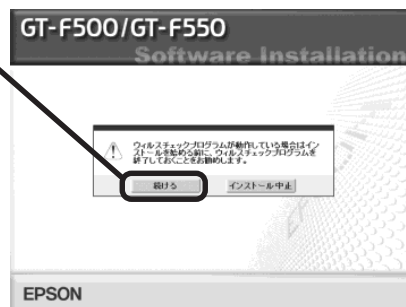 GT-F500/GT-F550
Software Installation
ウィルスチェックプログラムが動作している場合はイン
ストールを始める前に、ウィルスチェックプログラムを
終了しておくことをお勧めします。
続ける
インストール中止
EPSON